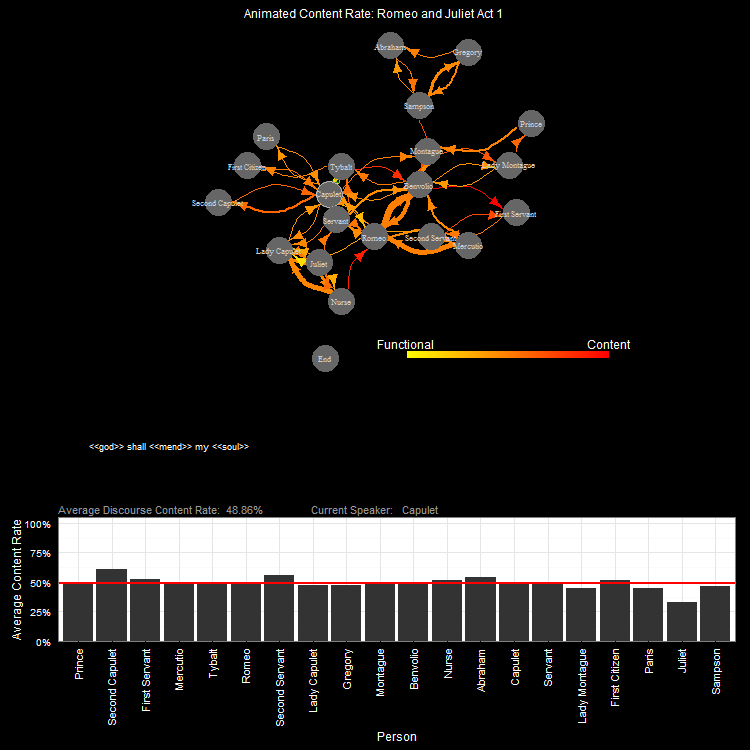 Animated Content Rate: Romeo and Juliet Act 1
Abraham
Gregory
Sampson
Prince
Paris
Montague
First Citizen
Tybalt
Lady Montague
Capulet
Benvolio
Second Capulet
First Servant
Servant
Romeo
Second Servant
Mercutio
Lady Capulet
Juliet
Nurse
Functional
Content
End
<<god>> shall <<mend>> my <<soul>>
Average Discourse Content Rate: 48.86%
Current Speaker: Capulet
Average Content Rate
100%
75%
50%
25%
0%
Prince
Second Capulet
First Servant
Mercutio
Tybalt
Romeo
Second Servant
Lady Capulet
Gregory
Montague
Benvolio
Nurse
Abraham
Capulet
Servant
Lady Montague
First Citizen
Paris
Juliet
Sampson
Person